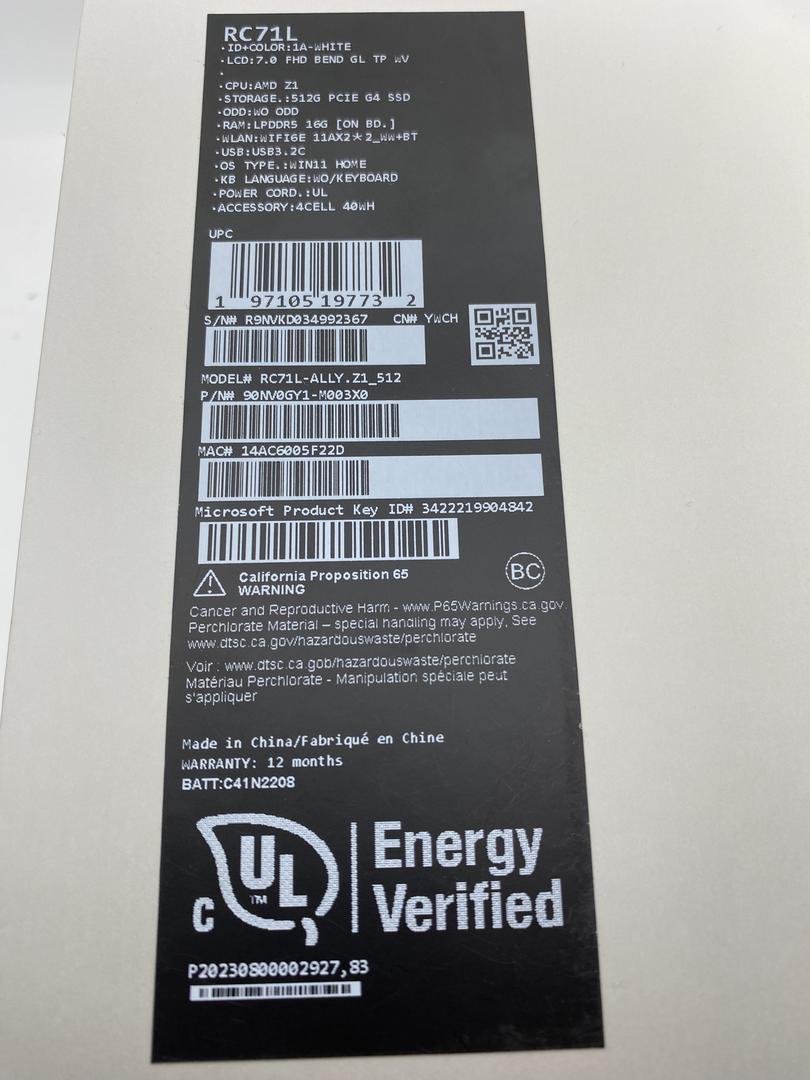 RC71L
·ID+COLOR:1A-WHITE
·LCD:7.0 FHD BEND GL TP WV
·
·CPU:AMD Z1
·STORAGE.:512G PCIE G4 SSD
·ODD:WO ODD
·RAM:LPDDR5 16G [ON BD.]
·WLAN:WIFI6E 11AX2*2_WW+BT
·USB:USB3.2C
·OS TYPE.:WIN11 HOME
·KB LANGUAGE:WO/KEYBOARD
·POWER CORD.:UL
·ACCESSORY:4CELL 40WH
UPC
1 97105 19773 2
S/N# R9NVKD034992367 CN# YWCH
MODEL# RC71L-ALLY.Z1_512
P/N# 90NV0GY1-M003X0
MAC# 14AC6005F22D
Microsoft Product Key ID# 3422219904842
California Proposition 65
WARNING
BC
Cancer and Reproductive Harm - www.P65Warnings.ca.gov.
Perchlorate Material – special handling may apply, See
www.dtsc.ca.gov/hazardouswaste/perchlorate
Voir : www.dtsc.ca.gob/hazardouswaste/perchlorate
Matériau Perchlorate - Manipulation spéciale peut
s'appliquer
Made in China/Fabriqué en Chine
WARRANTY: 12 months
BATT:C41N2208
C UL TM
Energy
Verified
P20230800002927,83